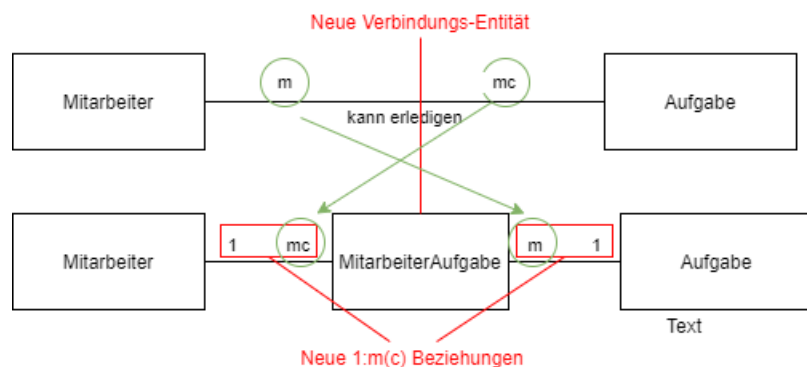 Neue Verbindungs-Entität
m
mc
Mitarbeiter
Aufgabe
kann erledigen
1
mc
m
1
Mitarbeiter
MitarbeiterAufgabe
Aufgabe
Text
Neue 1:m(c) Beziehungen